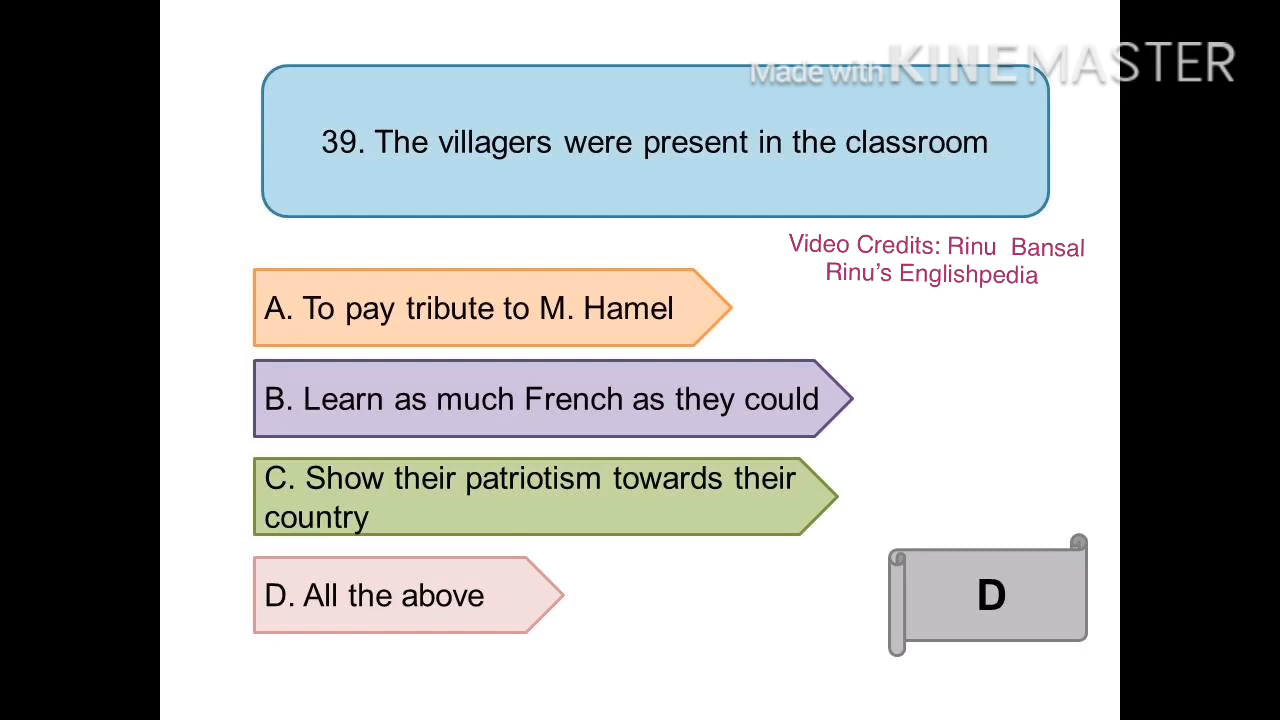 Made with KINEMASTER
39. The villagers were present in the classroom
Video Credits: Rinu Bansal
Rinu's Englishpedia
A. To pay tribute to M. Hamel
B. Learn as much French as they could
C. Show their patriotism towards their
country
D. All the above
D